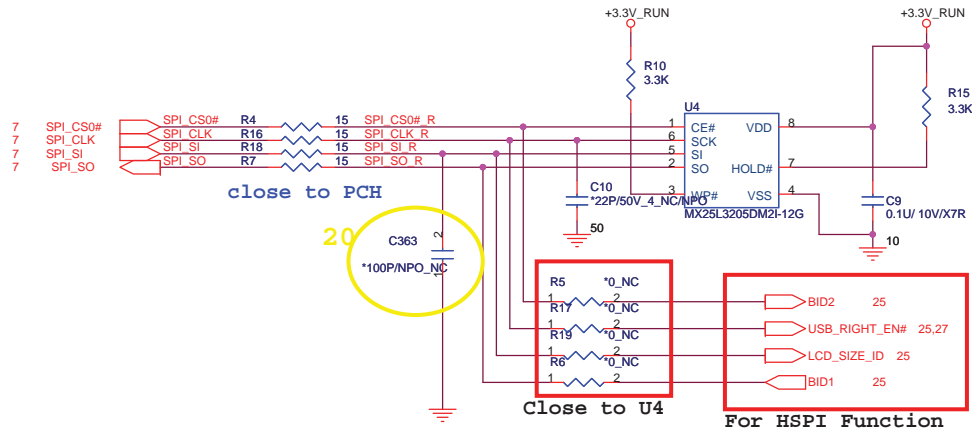 +3.3V_RUN
+3.3V_RUN
R10
3.3K
R15
3.3K
U4
7 SPI_CS0# SPI_CS0# R4 15 SPI_CS0#_R 1 CE# VDD 8
7 SPI_CLK SPI_CLK R16 15 SPI_CLK_R 6 SCK
7 SPI_SI SPI_SI R18 15 SPI_SI_R 5 SI
7 SPI_SO SPI_SO R7 15 SPI_SO_R 2 SO HOLD# 7
close to PCH
3 WP# VSS 4
MX25L3205DM2I-12G
C10
*22P/50V_4_NC/NPO
50
C9
0.1U/ 10V/X7R
10
20
C363
2
*100P/NPO_NC
1
R5 *0_NC
1 2 BID2 25
R17 *0_NC
1 2 USB_RIGHT_EN# 25,27
R19 *0_NC
1 2 LCD_SIZE_ID 25
R6 *0_NC
1 2 BID1 25
Close to U4
For HSPI Function